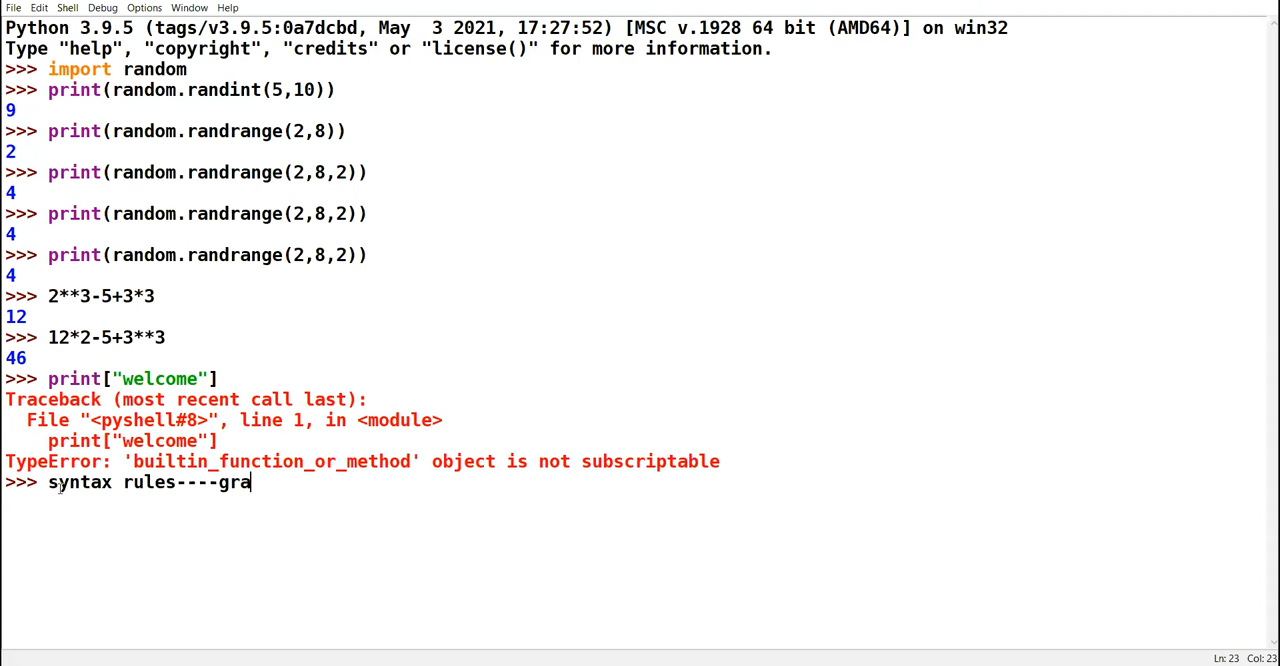 File Edit Shell Debug Options Window Help
Python 3.9.5 (tags/v3.9.5:0a7dcbd, May  3 2021, 17:27:52) [MSC v.1928 64 bit (AMD64)] on win32
Type "help", "copyright", "credits" or "license()" for more information.
>>> import random
>>> print(random.randint(5,10))
9
>>> print(random.randrange(2,8))
2
>>> print(random.randrange(2,8,2))
4
>>> print(random.randrange(2,8,2))
4
>>> print(random.randrange(2,8,2))
4
>>> 2**3-5+3*3
12
>>> 12*2-5+3**3
46
>>> print["welcome"]
Traceback (most recent call last):
  File "<pyshell#8>", line 1, in <module>
    print["welcome"]
TypeError: 'builtin_function_or_method' object is not subscriptable
>>> syntax rules----gra
Ln: 23 Col: 23